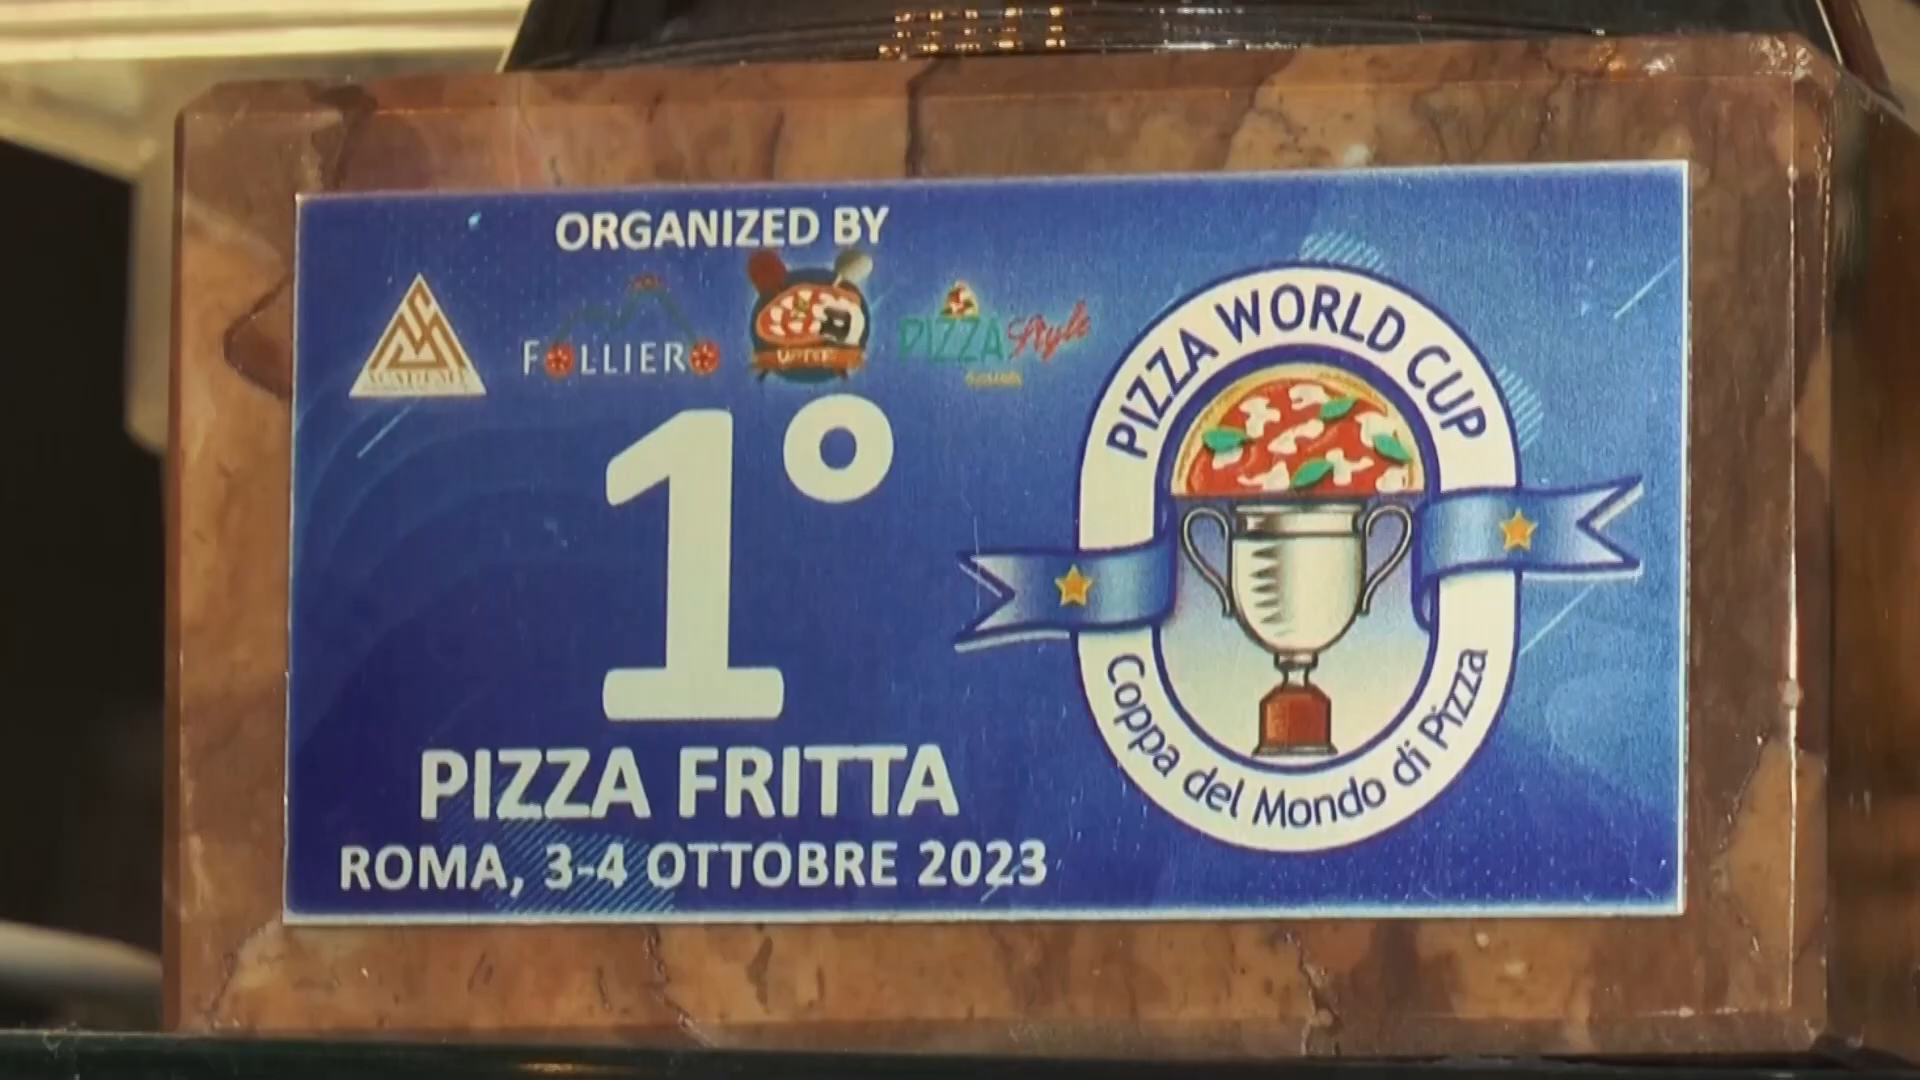 ORGANIZED BY
ACADEMY
FOLLIERO
PIZZA Style
1°
PIZZA FRITTA
ROMA, 3-4 OTTOBRE 2023
PIZZA WORLD CUP
Coppa del Mondo di Pizza